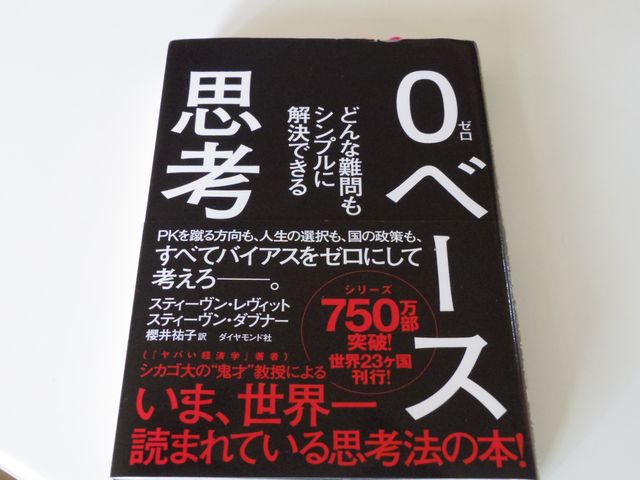 0ベース
ゼロ
思考
どんな難問も
シンプルに
解決できる
PKを蹴る方向も、人生の選択も、国の政策も、
すべてバイアスをゼロにして
考えろ――。
スティーヴン・レヴィット
スティーヴン・ダブナー
櫻井祐子 訳 ダイヤモンド社
シリーズ
750万部
突破!
世界23ヶ国
刊行!
(『ヤバい経済学』著者)
シカゴ大の“鬼才”教授による
いま、世界一
読まれている思考法の本!